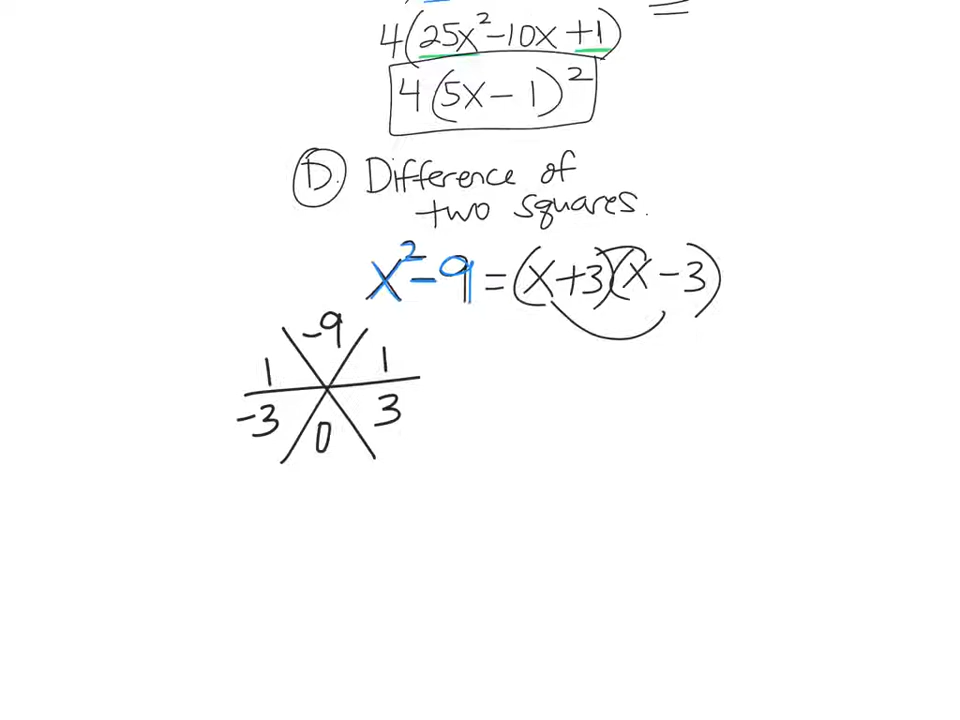 4(25x²-10x+1)
4(5x-1)²
D. Difference of
two squares.
x²-9=(x+3)(x-3)
-9
1 1
-3 3
0